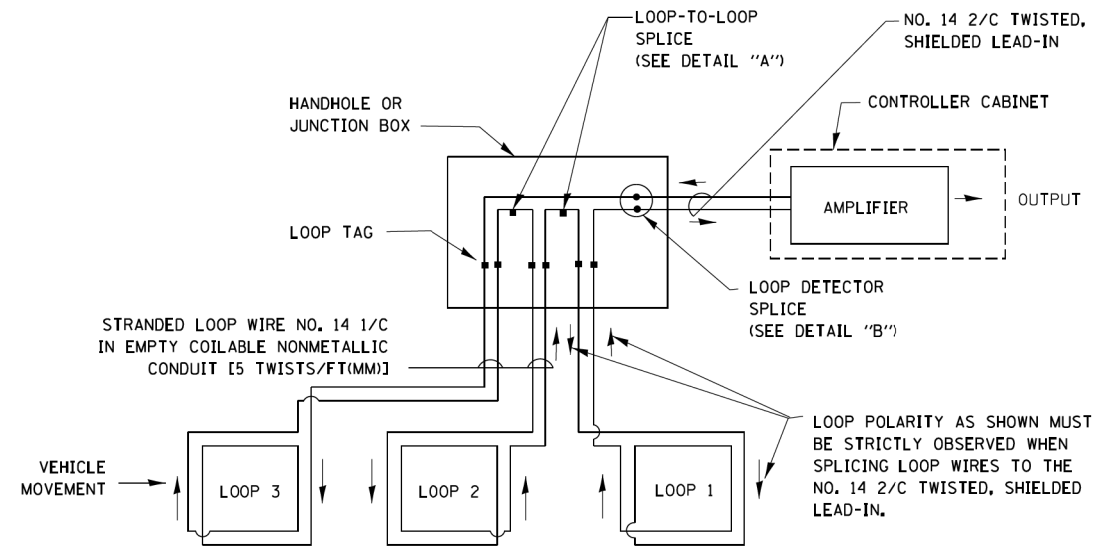 LOOP-TO-LOOP
SPLICE
(SEE DETAIL "A")
NO. 14 2/C TWISTED,
SHIELDED LEAD-IN
HANDHOLE OR
JUNCTION BOX
CONTROLLER CABINET
AMPLIFIER
OUTPUT
LOOP TAG
LOOP DETECTOR
SPLICE
(SEE DETAIL "B")
STRANDED LOOP WIRE NO. 14 1/C
IN EMPTY COILABLE NONMETALLIC
CONDUIT [5 TWISTS/FT(MM)]
LOOP POLARITY AS SHOWN MUST
BE STRICTLY OBSERVED WHEN
SPLICING LOOP WIRES TO THE
NO. 14 2/C TWISTED, SHIELDED
LEAD-IN.
VEHICLE
MOVEMENT
LOOP 3
LOOP 2
LOOP 1